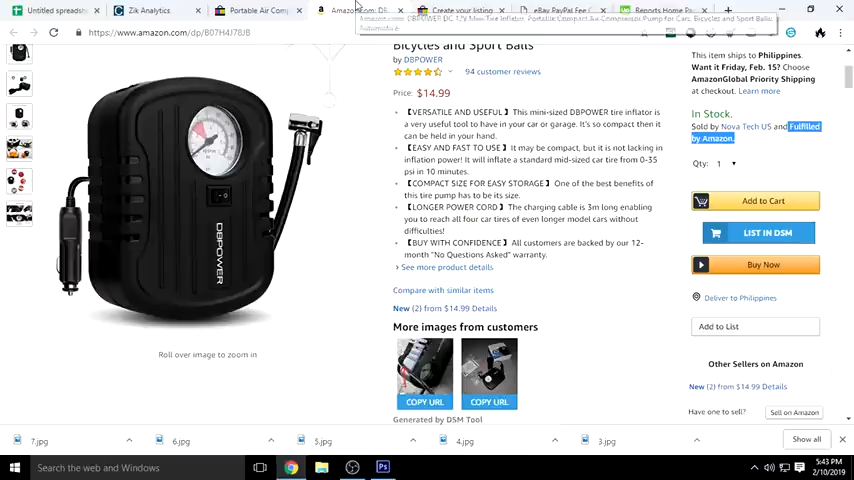 Untitled spreadsheet
Zik Analytics
Portable Air Comp
Amazon.com: DB
Create your listing
eBay PayPal Fee C
Reports Home Pa
https://www.amazon.com/dp/B07H4J78JB
Bicycles and Sport Balls
by DBPOWER
94 customer reviews
Price: $14.99
【VERSATILE AND USEFUL】This mini-sized DBPOWER tire inflator is
a very useful tool to have in your car or garage. It's so compact then it
can be held in your hand.
【EASY AND FAST TO USE】It may be compact, but it is not lacking in
inflation power! It will inflate a standard mid-sized car tire from 0-35
psi in 10 minutes.
【COMPACT SIZE FOR EASY STORAGE】One of the best benefits of
this tire pump has to be its size.
【LONGER POWER CORD】The charging cable is 3m long enabling
you to reach all four car tires of even longer model cars without
difficulties!
【BUY WITH CONFIDENCE】All customers are backed by our 12-
month "No Questions Asked" warranty.
› See more product details
Compare with similar items
New (2) from $14.99 Details
More images from customers
COPY URL
COPY URL
Generated by DSM Tool
DBPOWER
Roll over image to zoom in
This item ships to Philippines.
Want it Friday, Feb. 15? Choose
AmazonGlobal Priority Shipping
at checkout. Learn more
In Stock.
Sold by Nova Tech US and Fulfilled
by Amazon.
Qty: 1
Add to Cart
LIST IN DSM
Buy Now
Deliver to Philippines
Add to List
Other Sellers on Amazon
New (2) from $14.99 Details
Have one to sell?
Sell on Amazon
7.jpg
6.jpg
5.jpg
4.jpg
3.jpg
Show all
Search the web and Windows
5:43 PM
2/10/2019